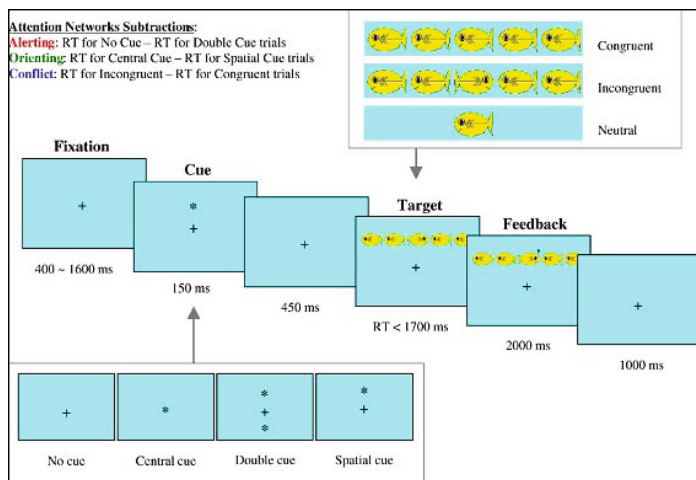 Attention Networks Subtractions:
Alerting: RT for No Cue – RT for Double Cue trials
Orienting: RT for Central Cue – RT for Spatial Cue trials
Conflict: RT for Incongruent – RT for Congruent trials
Congruent
Incongruent
Neutral
Fixation
Cue
Target
Feedback
400 ~ 1600 ms
150 ms
450 ms
RT < 1700 ms
2000 ms
1000 ms
No cue
Central cue
Double cue
Spatial cue